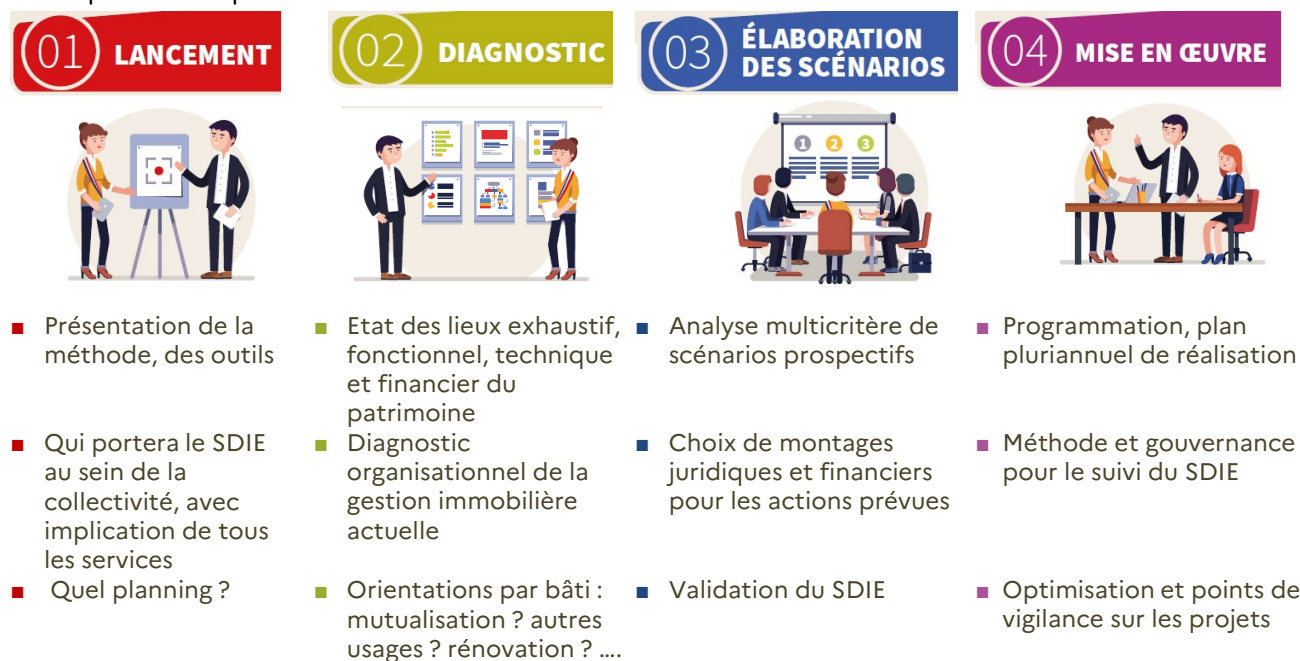 01 LANCEMENT
02 DIAGNOSTIC
03 ÉLABORATION
DES SCÉNARIOS
04 MISE EN ŒUVRE
1 2 3
■ Présentation de la
méthode, des outils
■ Qui portera le SDIE
au sein de la
collectivité, avec
implication de tous
les services
■ Quel planning ?
■ Etat des lieux exhaustif,
fonctionnel, technique
et financier du
patrimoine
■ Diagnostic
organisationnel de la
gestion immobilière
actuelle
■ Orientations par bâti :
mutualisation ? autres
usages ? rénovation ? ....
■ Analyse multicritère de
scénarios prospectifs
■ Choix de montages
juridiques et financiers
pour les actions prévues
■ Validation du SDIE
■ Programmation, plan
pluriannuel de réalisation
■ Méthode et gouvernance
pour le suivi du SDIE
■ Optimisation et points de
vigilance sur les projets